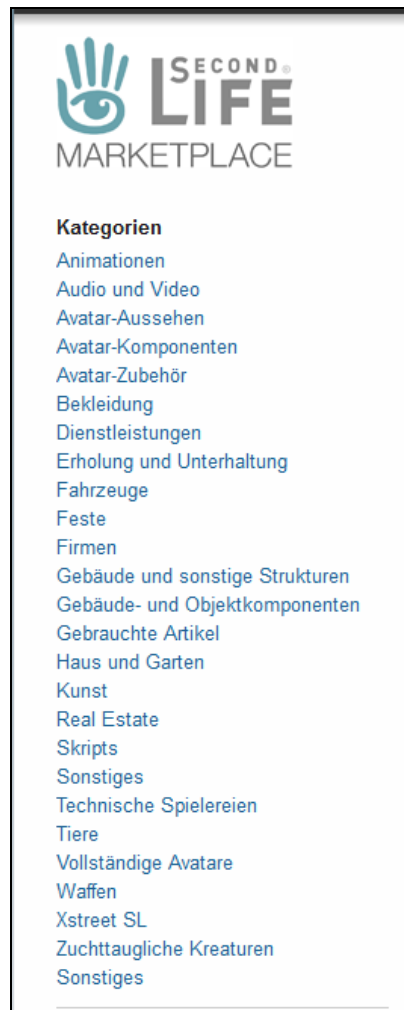 SECOND®
LIFE
MARKETPLACE
Kategorien
Animationen
Audio und Video
Avatar-Aussehen
Avatar-Komponenten
Avatar-Zubehör
Bekleidung
Dienstleistungen
Erholung und Unterhaltung
Fahrzeuge
Feste
Firmen
Gebäude und sonstige Strukturen
Gebäude- und Objektkomponenten
Gebrauchte Artikel
Haus und Garten
Kunst
Real Estate
Skripts
Sonstiges
Technische Spielereien
Tiere
Vollständige Avatare
Waffen
Xstreet SL
Zuchttaugliche Kreaturen
Sonstiges